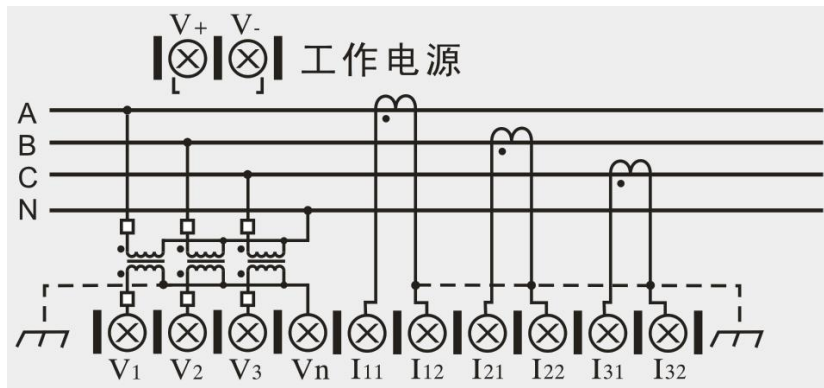 V+ V-
工作电源
A
B
C
N
V1 V2 V3 Vn I11 I12 I21 I22 I31 I32